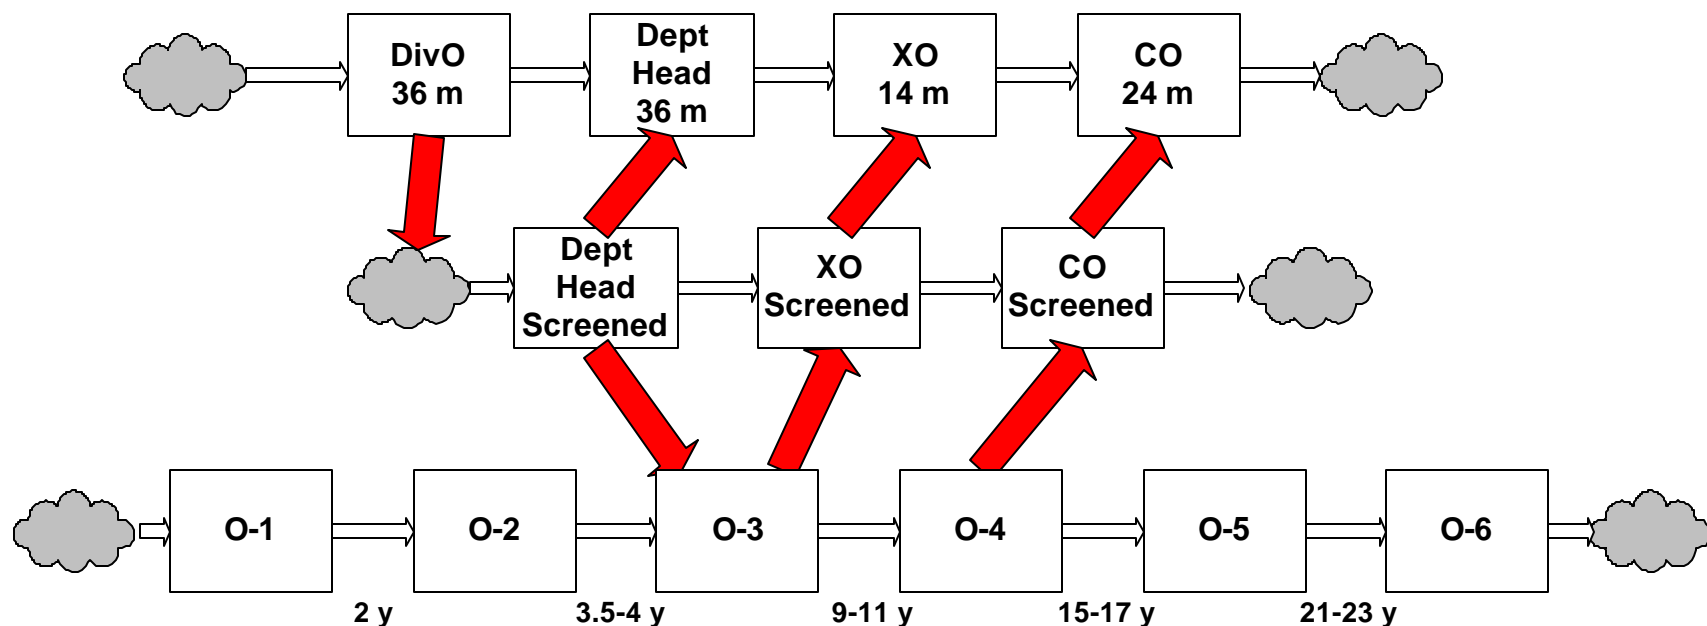 DivO
36 m
Dept
Head
36 m
XO
14 m
CO
24 m
Dept
Head
Screened
XO
Screened
CO
Screened
O-1
O-2
O-3
O-4
O-5
O-6
2 y
3.5-4 y
9-11 y
15-17 y
21-23 y